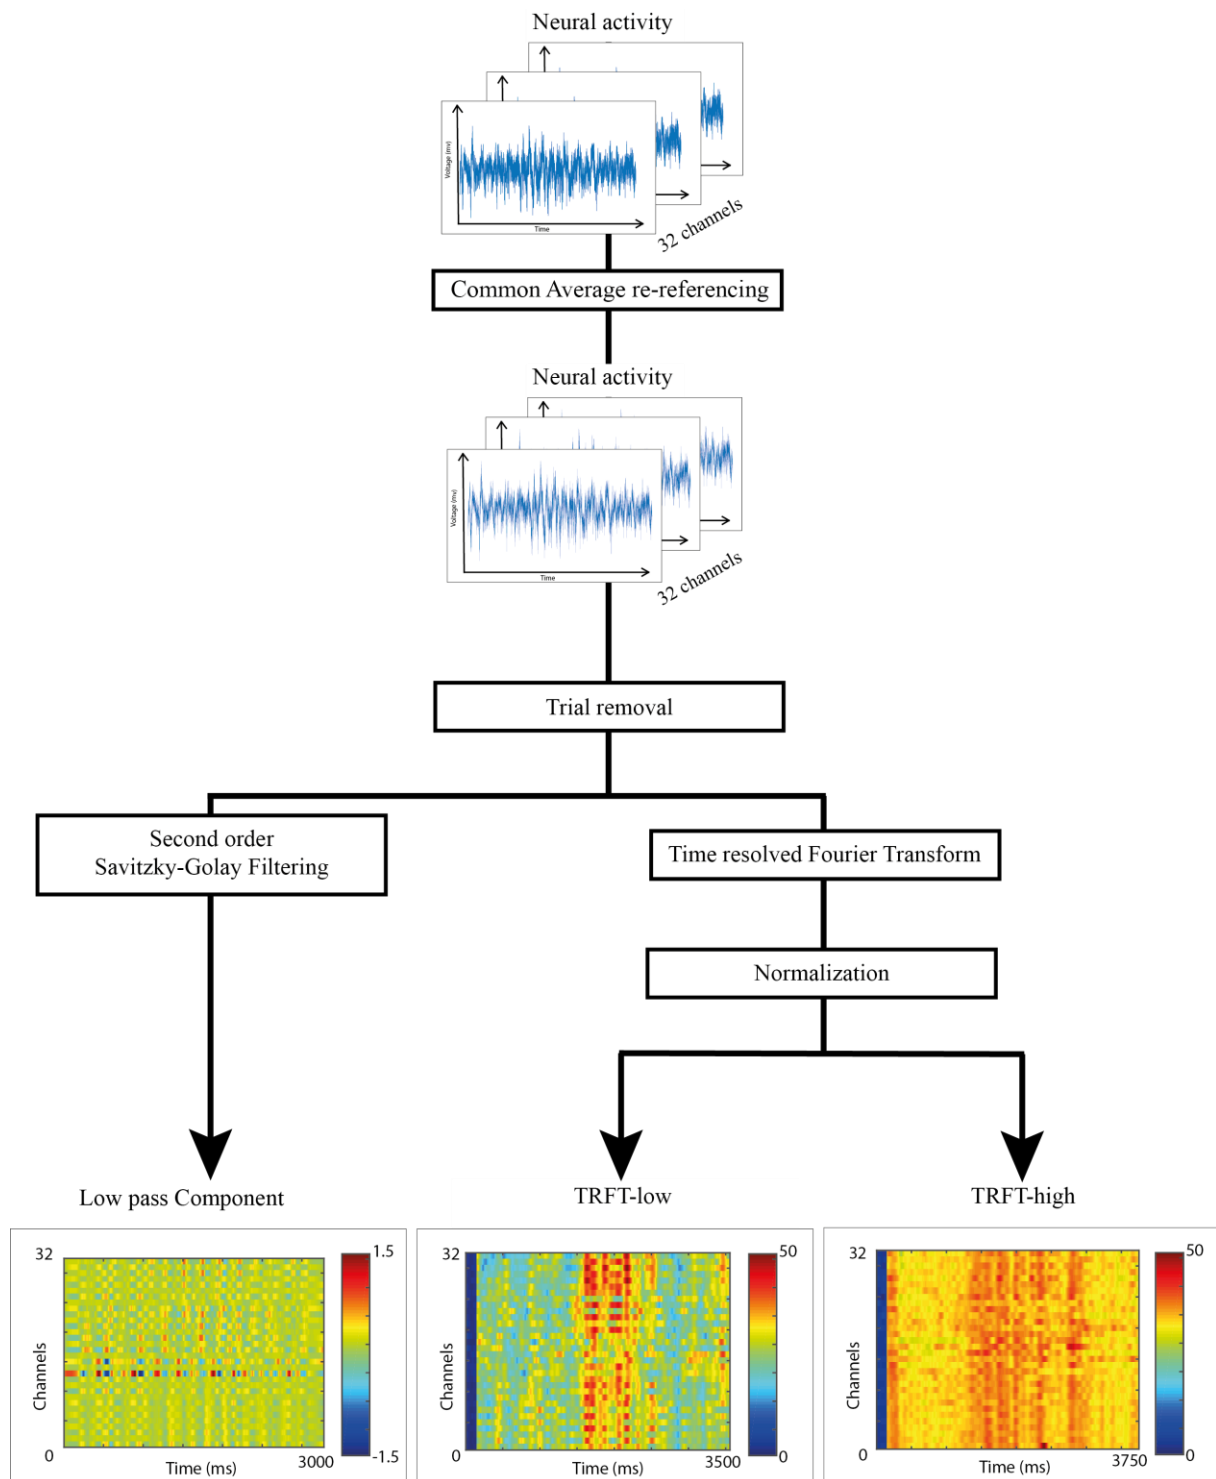 Neural activity
Voltage (mv)
Time
32 channels
Common Average re-referencing
Neural activity
Voltage (mv)
Time
32 channels
Trial removal
Second order
Savitzky-Golay Filtering
Time resolved Fourier Transform
Normalization
Low pass Component
TRFT-low
TRFT-high
32
Channels
0
Time (ms)
3000
1.5
-1.5
32
Channels
0
Time (ms)
3500
50
0
32
Channels
0
Time (ms)
3750
50
0